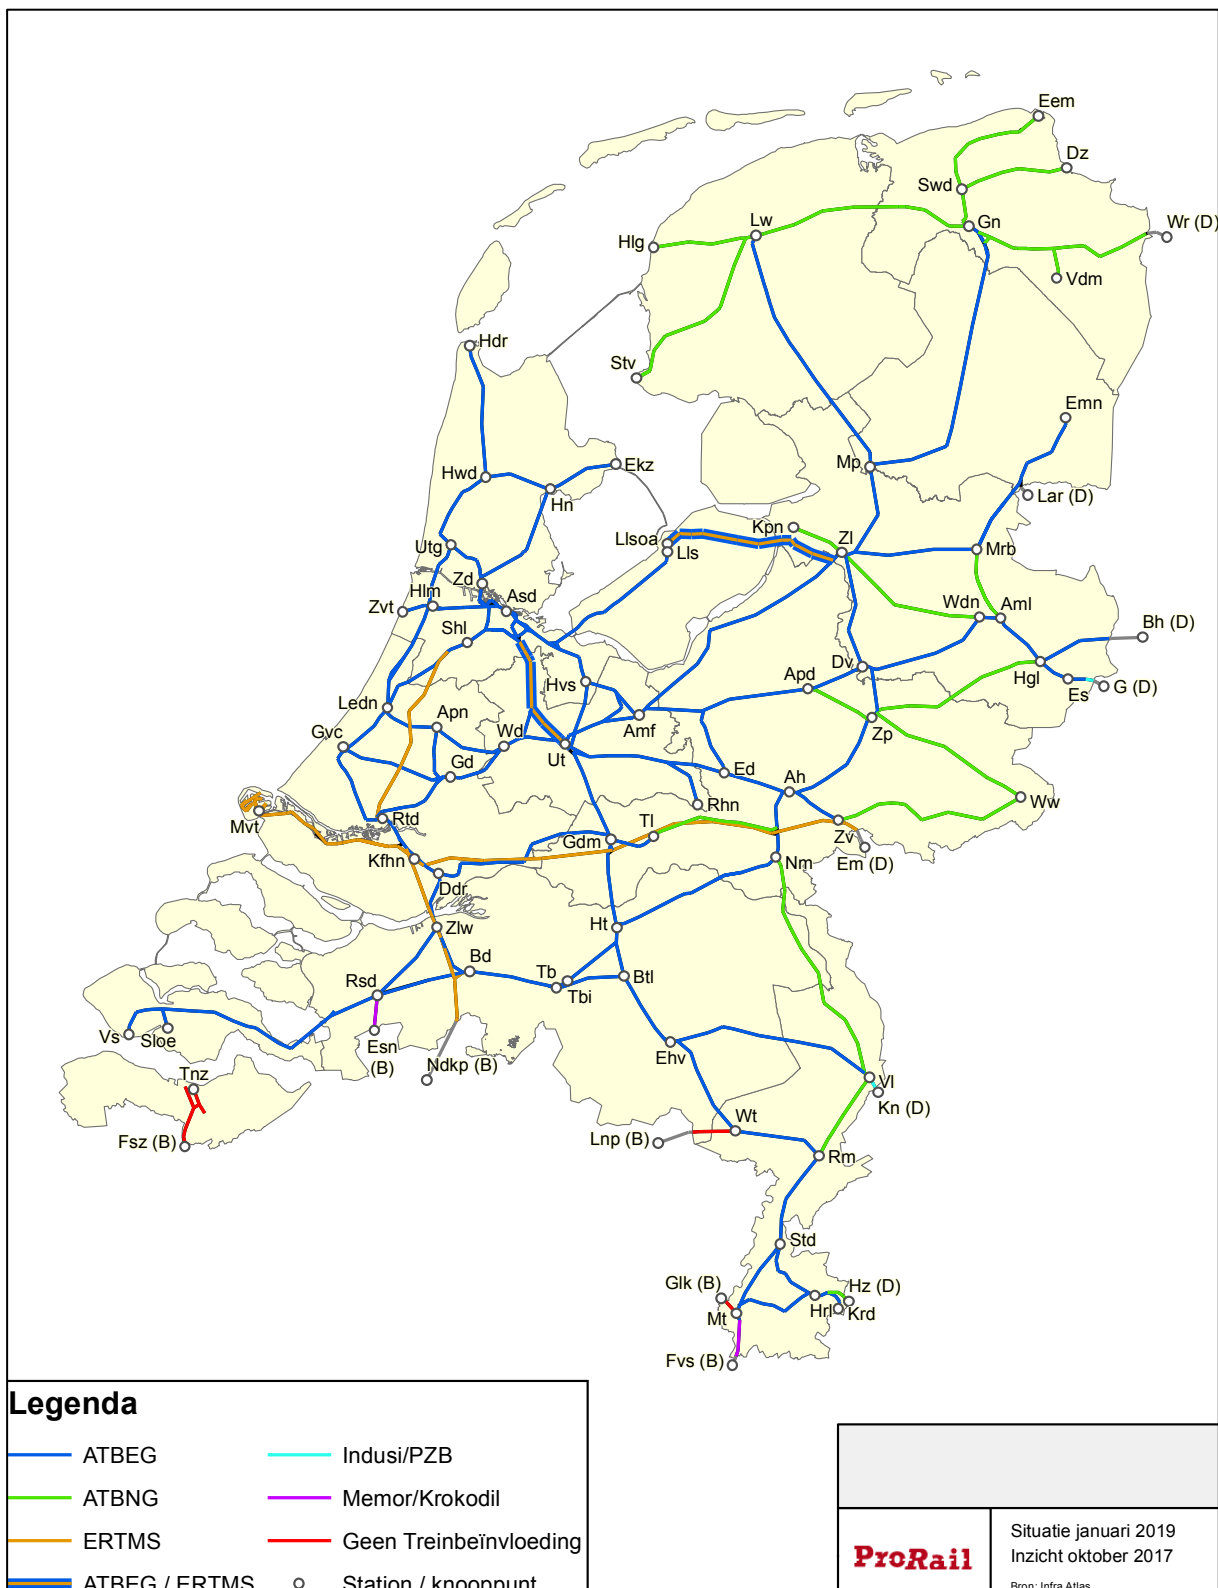 Eem
Dz
Swd
Wr (D)
Gn
Lw
Hlg
Vdm
Hdr
Stv
Emn
Ekz
Mp
Hwd
Lar (D)
Hn
Kpn
Llsoa
Zl
Utg
Lls
Mrb
Zd
Hlm
Asd
Zvt
Wdn
Aml
Bh (D)
Shl
Dv
Hgl
Apd
Hvs
Es
G (D)
Ledn
Apn
Amf
Zp
Gvc
Wd
Ut
Gd
Ed
Ah
Rhn
Ww
Mvt
Rtd
Tl
Gdm
Zv
Kfhn
Em (D)
Nm
Ddr
Zlw
Ht
Bd
Tb
Btl
Rsd
Tbi
Vs
Sloe
Esn
(B)
Ndkp (B)
Ehv
Tnz
Vl
Kn (D)
Wt
Fsz (B)
Lnp (B)
Rm
Std
Glk (B)
Hz (D)
Mt
Hrl
Krd
Fvs (B)
Legenda
ATBEG
Indusi/PZB
ATBNG
Memor/Krokodil
ERTMS
Geen Treinbeïnvloeding
ATBEG / ERTMS
Station / knooppunt
ProRail
Situatie januari 2019
Inzicht oktober 2017
Bron: Infra Atlas